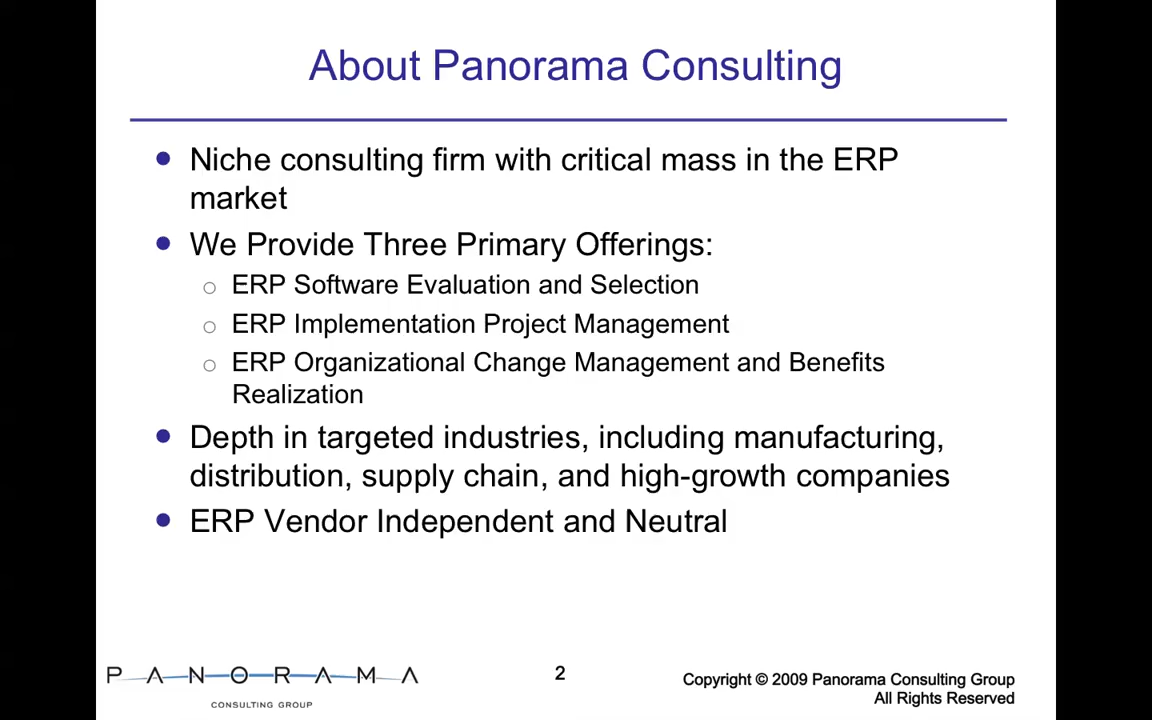 About Panorama Consulting
Niche consulting firm with critical mass in the ERP
market
We Provide Three Primary Offerings:
ERP Software Evaluation and Selection
ERP Implementation Project Management
ERP Organizational Change Management and Benefits
Realization
Depth in targeted industries, including manufacturing,
distribution, supply chain, and high-growth companies
ERP Vendor Independent and Neutral
PANORAMA
CONSULTING GROUP
2
Copyright © 2009 Panorama Consulting Group
All Rights Reserved